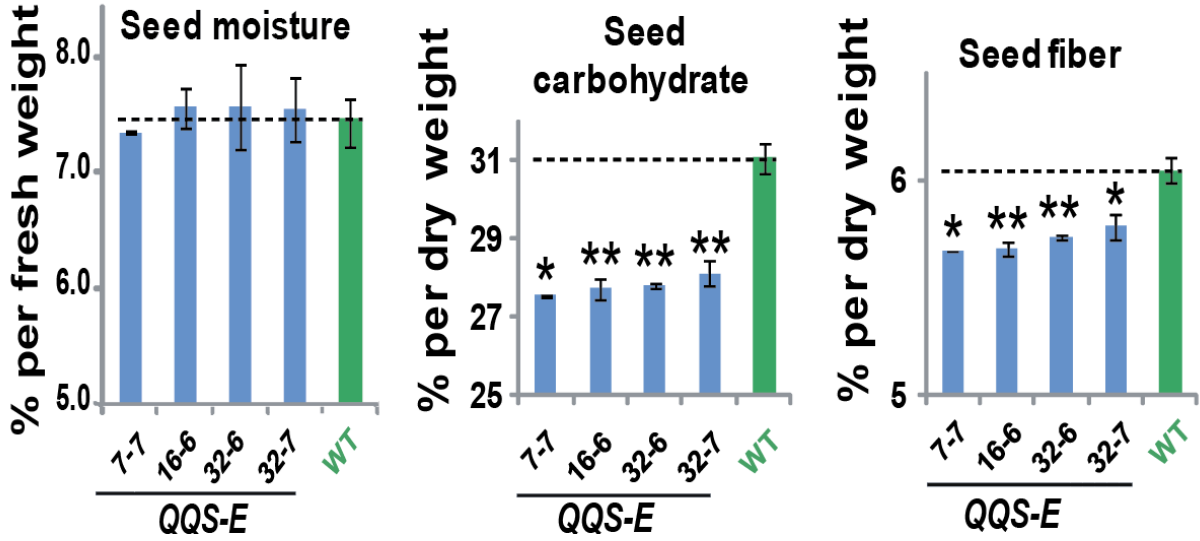 Seed moisture
% per fresh weight
8.0
7.0
6.0
5.0
7-7
16-6
32-6
32-7
WT
QQS-E
Seed
carbohydrate
% per dry weight
31
29
27
25
*
**
**
**
7-7
16-6
32-6
32-7
WT
QQS-E
Seed fiber
% per dry weight
6
5
*
**
**
*
7-7
16-6
32-6
32-7
WT
QQS-E